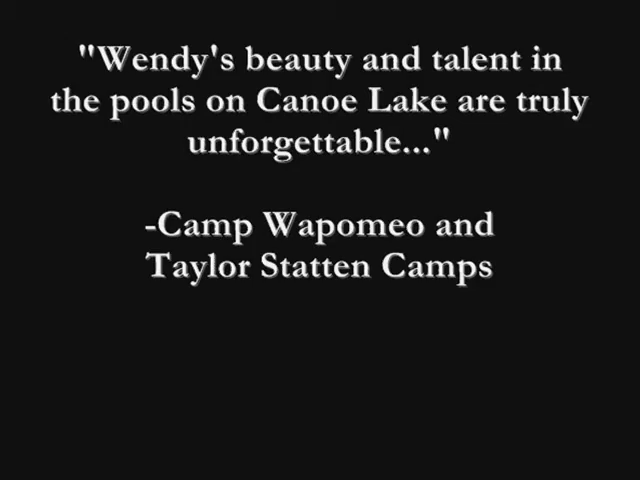 "Wendy's beauty and talent in
the pools on Canoe Lake are truly
unforgettable..."
-Camp Wapomeo and
Taylor Statten Camps